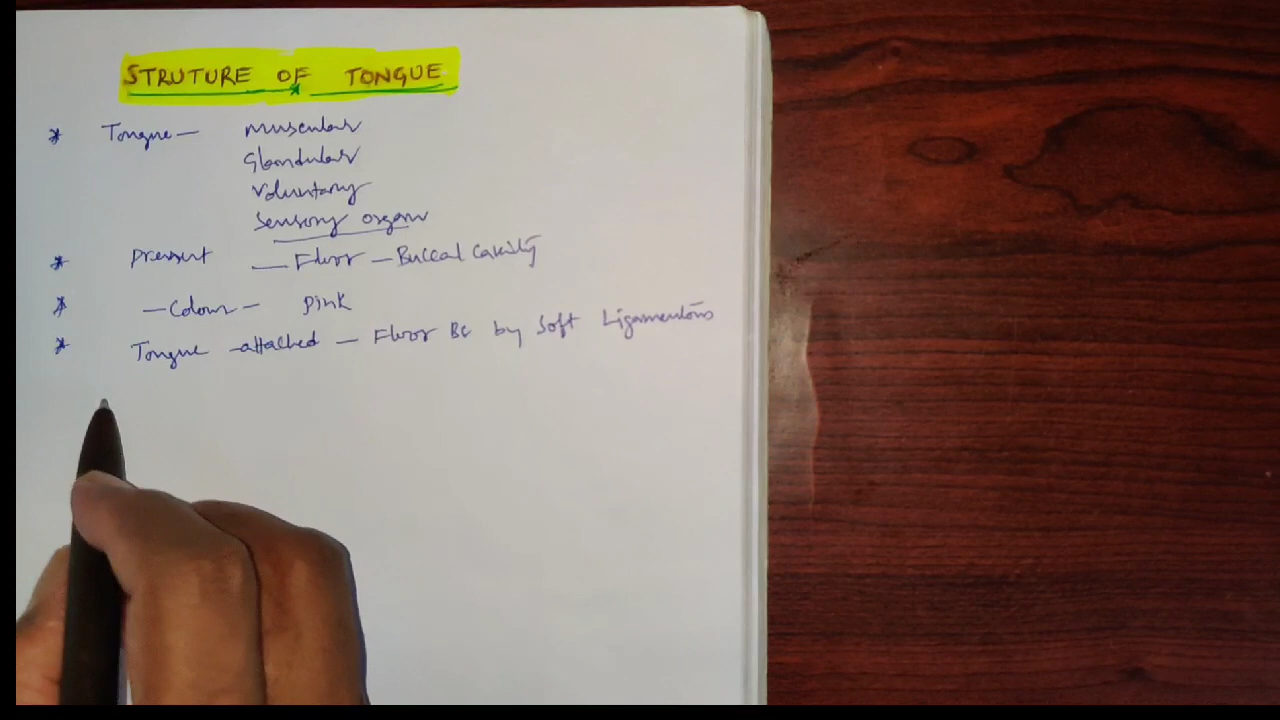 STRUTURE OF TONGUE
* Tongue — muscular
Glandular
Voluntary
Sensory organ
* Present — Floor — Buccal Cavity
* — Colour — Pink
* Tongue — attached — Floor BC by Soft Ligamentous